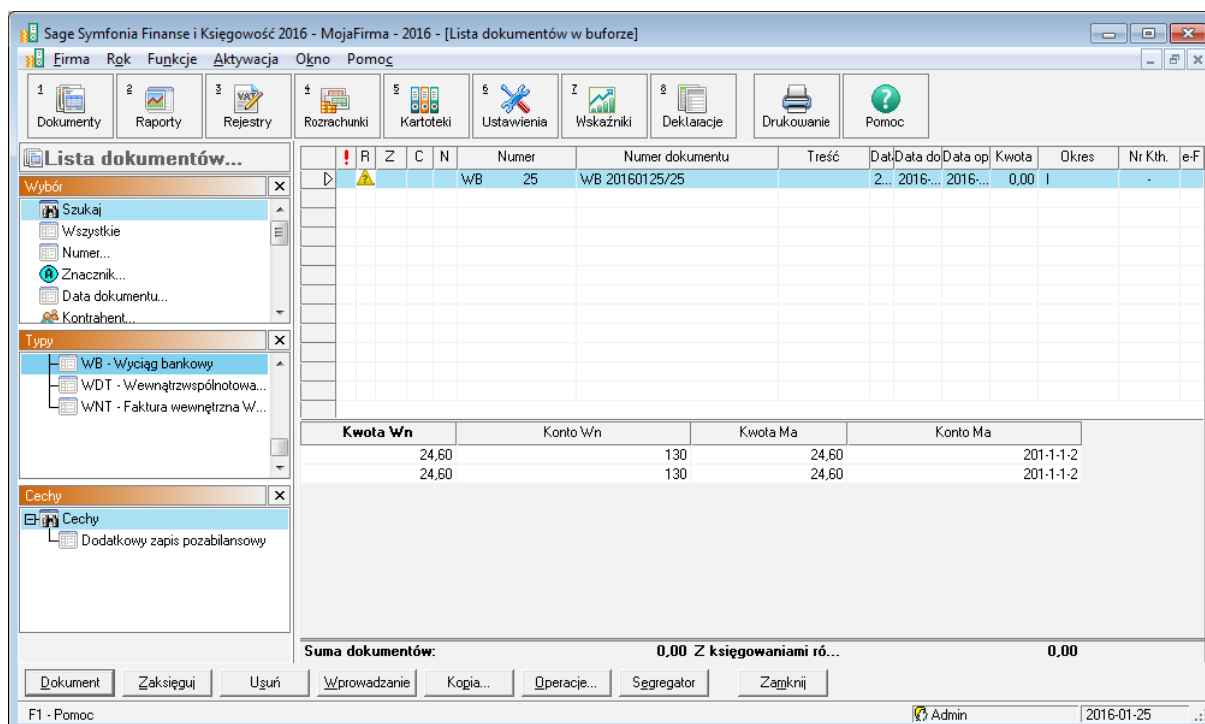 Sage Symfonia Finanse i Księgowość 2016 - MojaFirma - 2016 - [Lista dokumentów w buforze]
Firma Rok Funkcje Aktywacja Okno Pomoc
1 Dokumenty 2 Raporty 3 VAT Rejestry 4 Rozrachunki 5 Kartoteki 6 Ustawienia 7 Wskaźniki 8 Deklaracje Drukowanie Pomoc
Lista dokumentów...
Wybór
Szukaj
Wszystkie
Numer...
Znacznik...
Data dokumentu...
Kontrahent...
Typy
WB - Wyciąg bankowy
WDT - Wewnątrzwspólnotowa...
WNT - Faktura wewnętrzna W...
Cechy
Cechy
Dodatkowy zapis pozabilansowy
! R Z C N Numer Numer dokumentu Treść Dat Data do Data op Kwota Okres Nr Kth. e-F
WB 25 WB 20160125/25 2... 2016-... 2016-... 0,00 I -
Kwota Wn Konto Wn Kwota Ma Konto Ma
24,60 130 24,60 201-1-1-2
24,60 130 24,60 201-1-1-2
Suma dokumentów: 0,00 Z księgowaniami ró... 0,00
Dokument Zaksięguj Usuń Wprowadzanie Kopia... Operacje... Segregator Zamknij
F1 - Pomoc Admin 2016-01-25